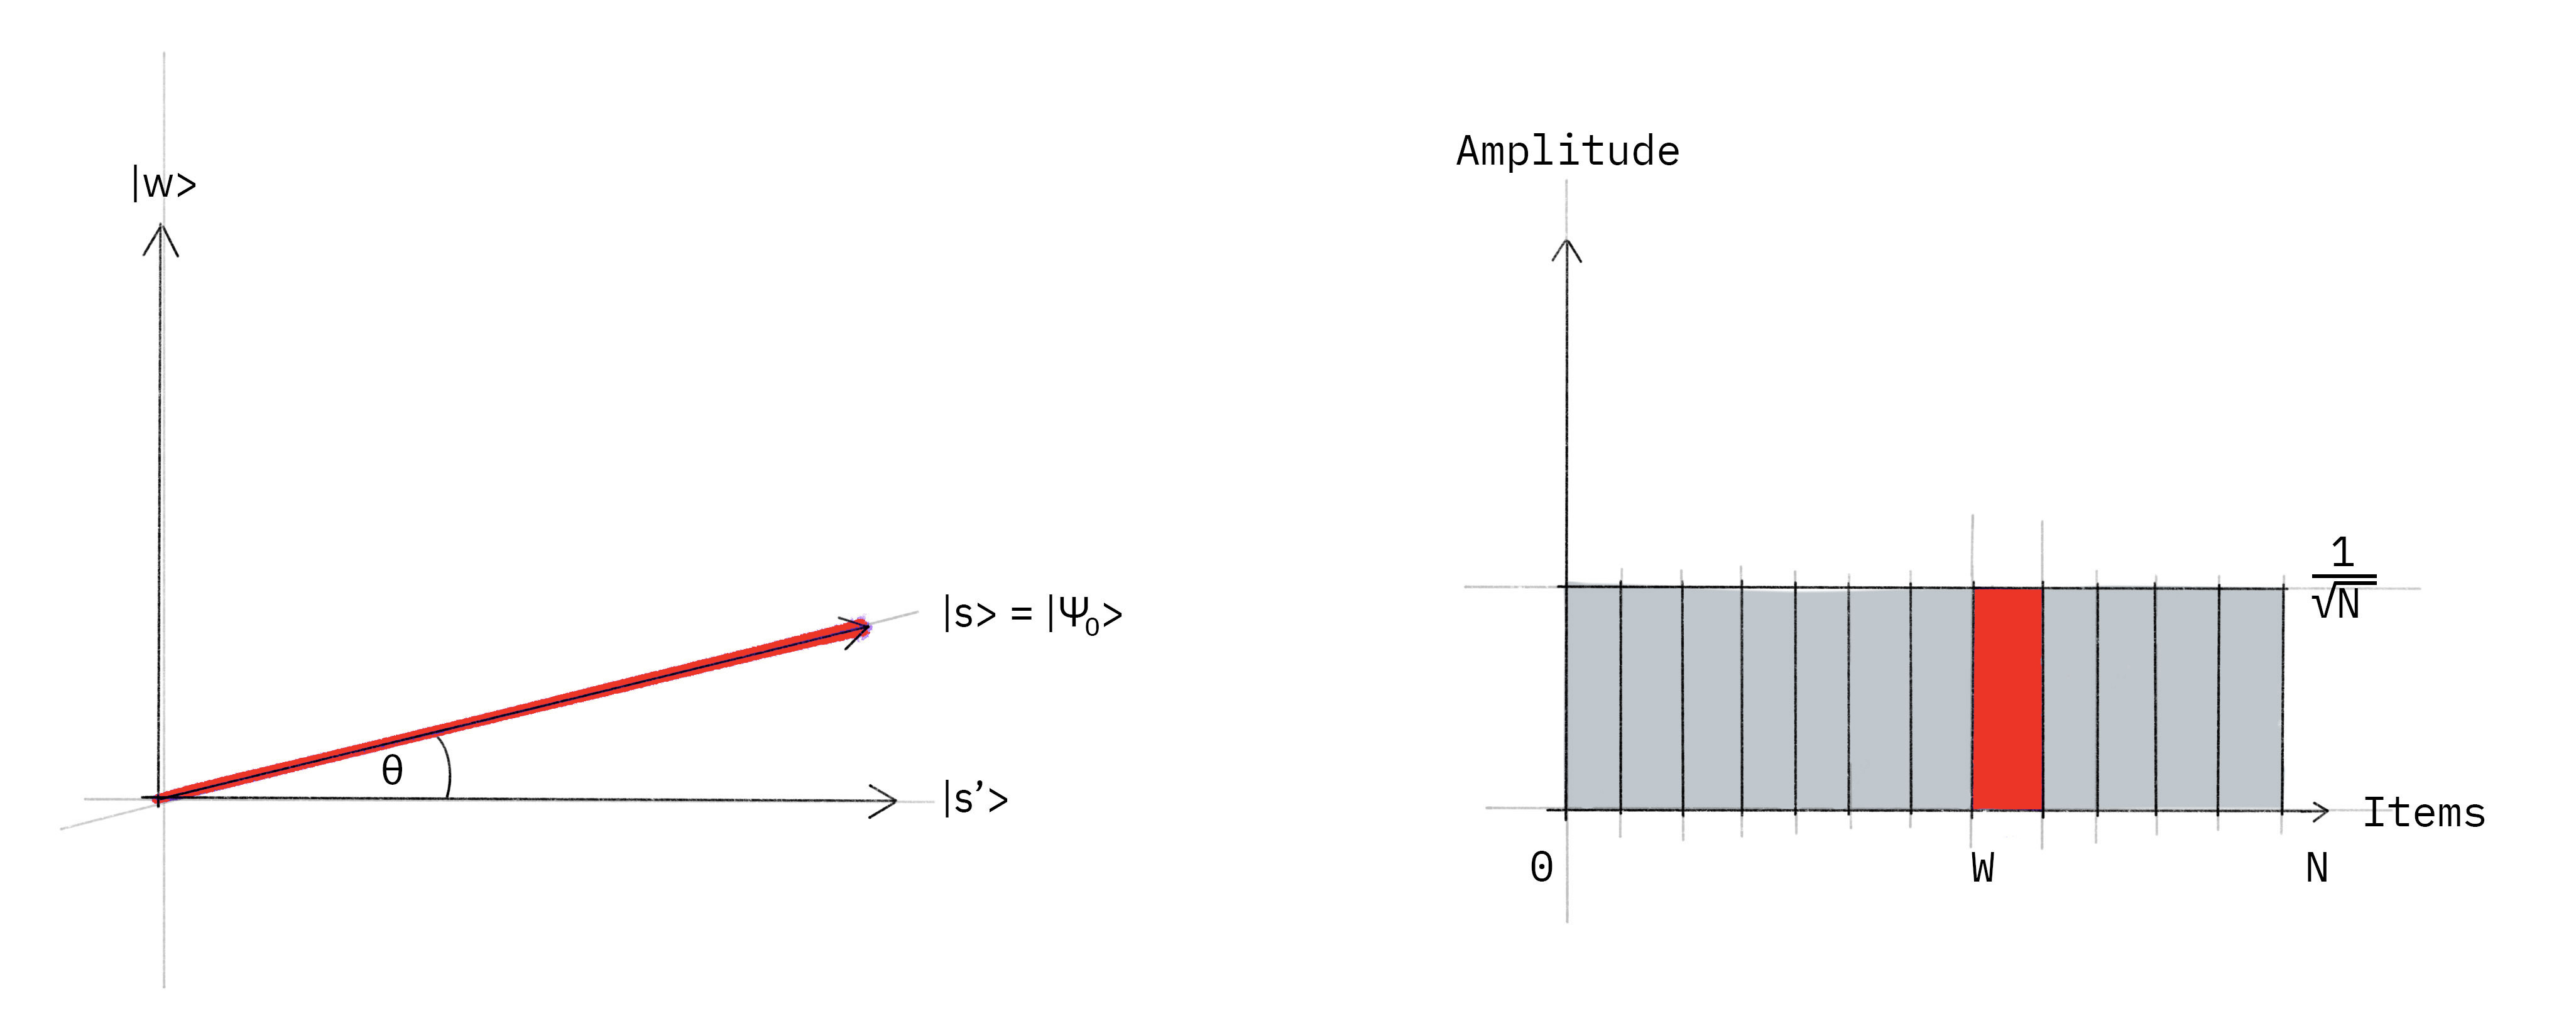 |w>
|s> = |Ψ₀>
θ
|s’>
Amplitude
1
√N
Items
0
W
N